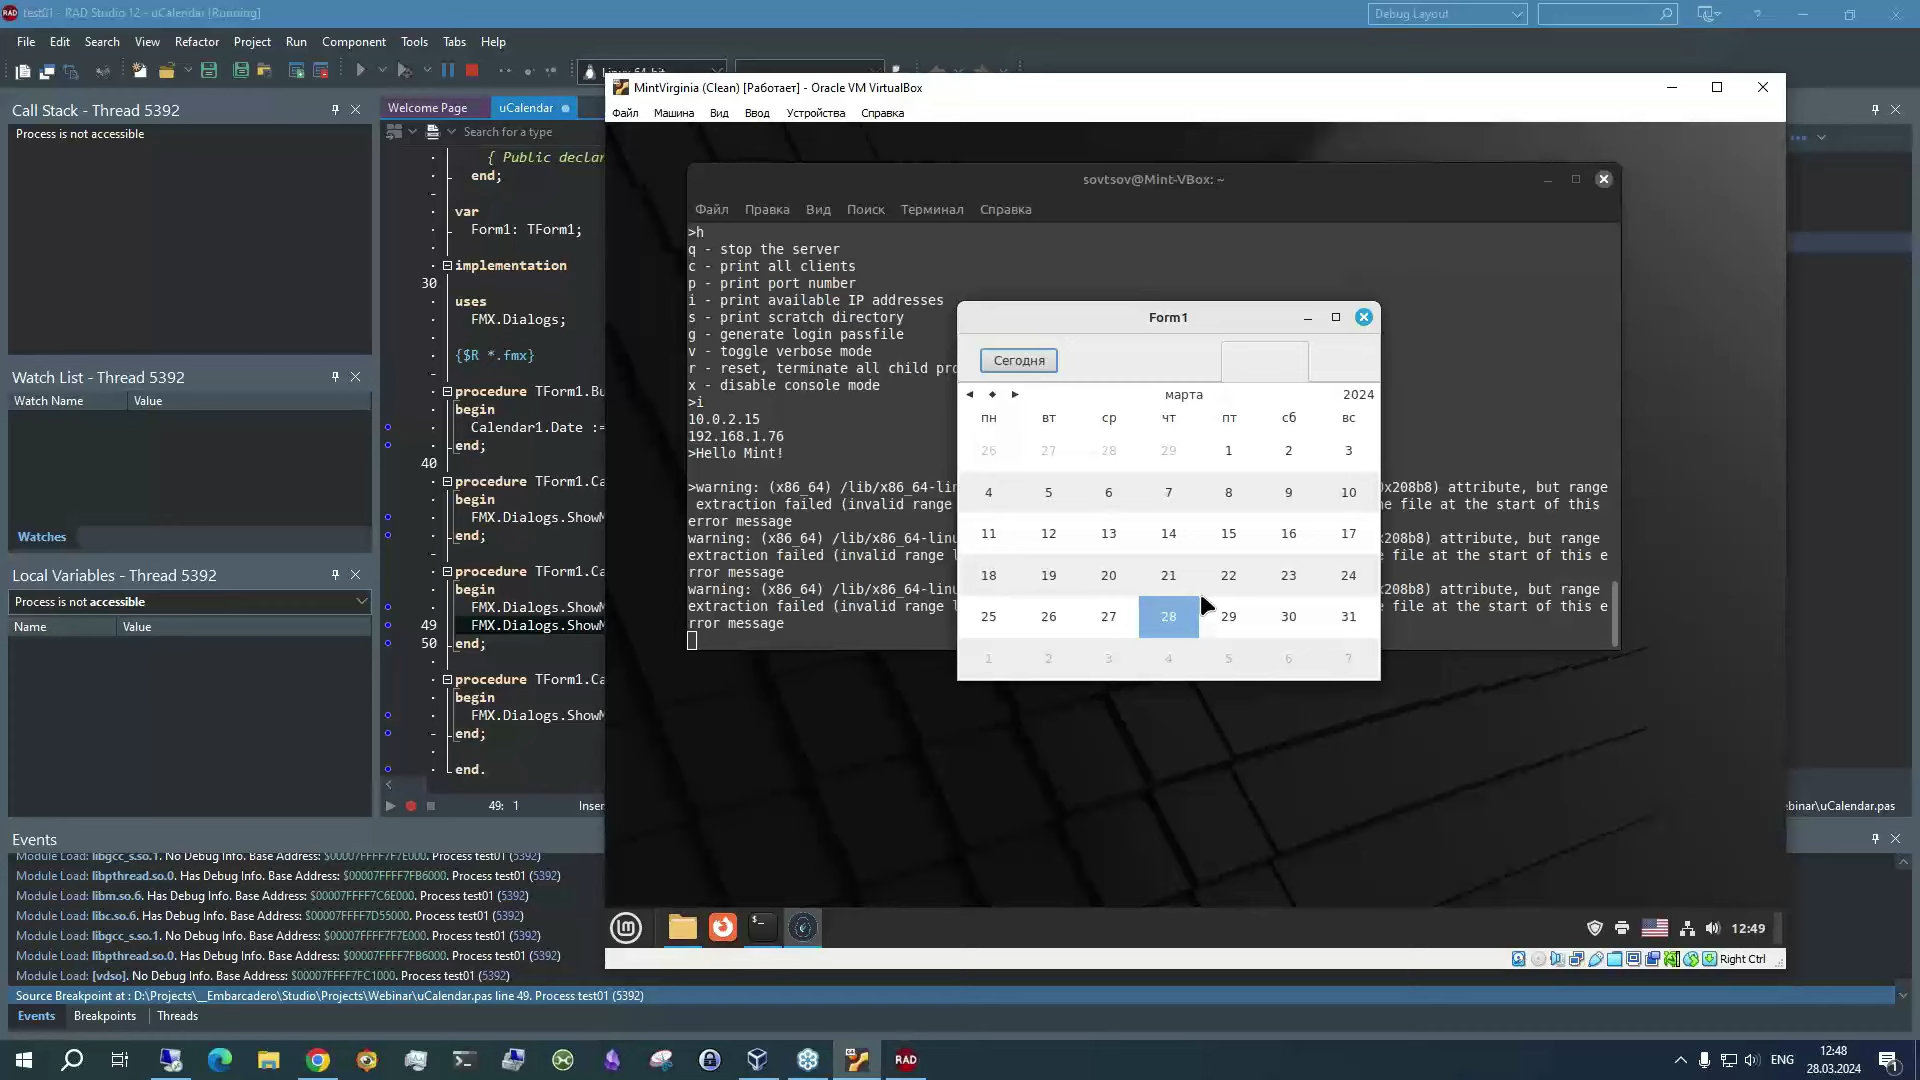 test01 - RAD Studio 12 - uCalendar [Running]
Debug Layout
File Edit Search View Refactor Project Run Component Tools Tabs Help
Call Stack - Thread 5392
Process is not accessible
Watch List - Thread 5392
Watch Name Value
Watches
Local Variables - Thread 5392
Process is not accessible
Name Value
Welcome Page uCalendar
Search for a type
{ Public declar
end;
var
Form1: TForm1;
implementation
30
uses
FMX.Dialogs;
{$R *.fmx}
procedure TForm1.Bu
begin
Calendar1.Date :=
end;
40
procedure TForm1.Ca
begin
FMX.Dialogs.ShowM
end;
procedure TForm1.Ca
begin
FMX.Dialogs.ShowM
49 FMX.Dialogs.ShowM
50 end;
procedure TForm1.Ca
begin
FMX.Dialogs.ShowM
end;
end.
49: 1 Inser
binar\uCalendar.pas
MintVirginia (Clean) [Работает] - Oracle VM VirtualBox
Файл Машина Вид Ввод Устройства Справка
sovtsov@Mint-VBox: ~
Файл Правка Вид Поиск Терминал Справка
>h
q - stop the server
c - print all clients
p - print port number
i - print available IP addresses
s - print scratch directory
g - generate login passfile
v - toggle verbose mode
r - reset, terminate all child pro
x - disable console mode
>i
10.0.2.15
192.168.1.76
>Hello Mint!
>warning: (x86_64) /lib/x86_64-lin 0x208b8) attribute, but range
extraction failed (invalid range l e file at the start of this
error message
warning: (x86_64) /lib/x86_64-linu 208b8) attribute, but range
extraction failed (invalid range l file at the start of this e
rror message
warning: (x86_64) /lib/x86_64-linu 208b8) attribute, but range
extraction failed (invalid range l file at the start of this e
rror message
Form1
Сегодня
марта 2024
пн вт ср чт пт сб вс
26 27 28 29 1 2 3
4 5 6 7 8 9 10
11 12 13 14 15 16 17
18 19 20 21 22 23 24
25 26 27 28 29 30 31
1 2 3 4 5 6 7
12:49
Right Ctrl
Events
Module Load: libgcc_s.so.1. No Debug Info. Base Address: $00007FFFF7F7E000. Process test01 (5392)
Module Load: libpthread.so.0. Has Debug Info. Base Address: $00007FFFF7FB6000. Process test01 (5392)
Module Load: libm.so.6. Has Debug Info. Base Address: $00007FFFF7C6E000. Process test01 (5392)
Module Load: libc.so.6. Has Debug Info. Base Address: $00007FFFF7D55000. Process test01 (5392)
Module Load: libgcc_s.so.1. No Debug Info. Base Address: $00007FFFF7F7E000. Process test01 (5392)
Module Load: libpthread.so.0. Has Debug Info. Base Address: $00007FFFF7FB6000. Process test01 (5392)
Module Load: [vdso]. No Debug Info. Base Address: $00007FFFF7FC1000. Process test01 (5392)
Source Breakpoint at : D:\Projects\__Embarcadero\Studio\Projects\Webinar\uCalendar.pas line 49. Process test01 (5392)
Events Breakpoints Threads
RAD
ENG
12:48
28.03.2024